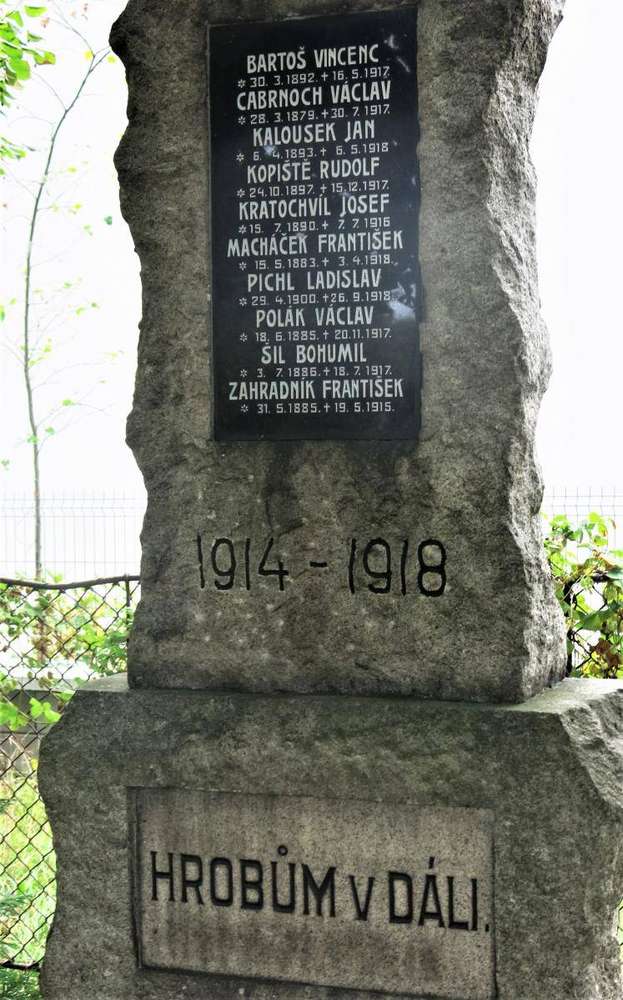 BARTOŠ VINCENC
* 30. 3. 1892. + 16. 5. 1917.
CABRNOCH VÁCLAV
* 28. 3. 1879. + 30. 7. 1917.
KALOUSEK JAN
* 6. 4. 1893. + 6. 5. 1918
KOPIŠTĚ RUDOLF
* 24. 10. 1897. + 15. 12. 1917.
KRATOCHVÍL JOSEF
* 15. 7. 1890. + 7. 7. 1916
MACHÁČEK FRANTIŠEK
* 15. 5. 1883. + 3. 4. 1918.
PICHL LADISLAV
* 29. 4. 1900. + 26. 9. 1918.
POLÁK VÁCLAV
* 18. 6. 1885. + 20. 11. 1917.
ŠIL BOHUMIL
* 3. 7. 1886. + 18. 7. 1917.
ZAHRADNÍK FRANTIŠEK
* 31. 5. 1885. + 19. 5. 1915.
1914 - 1918
HROBŮM V DÁLI.